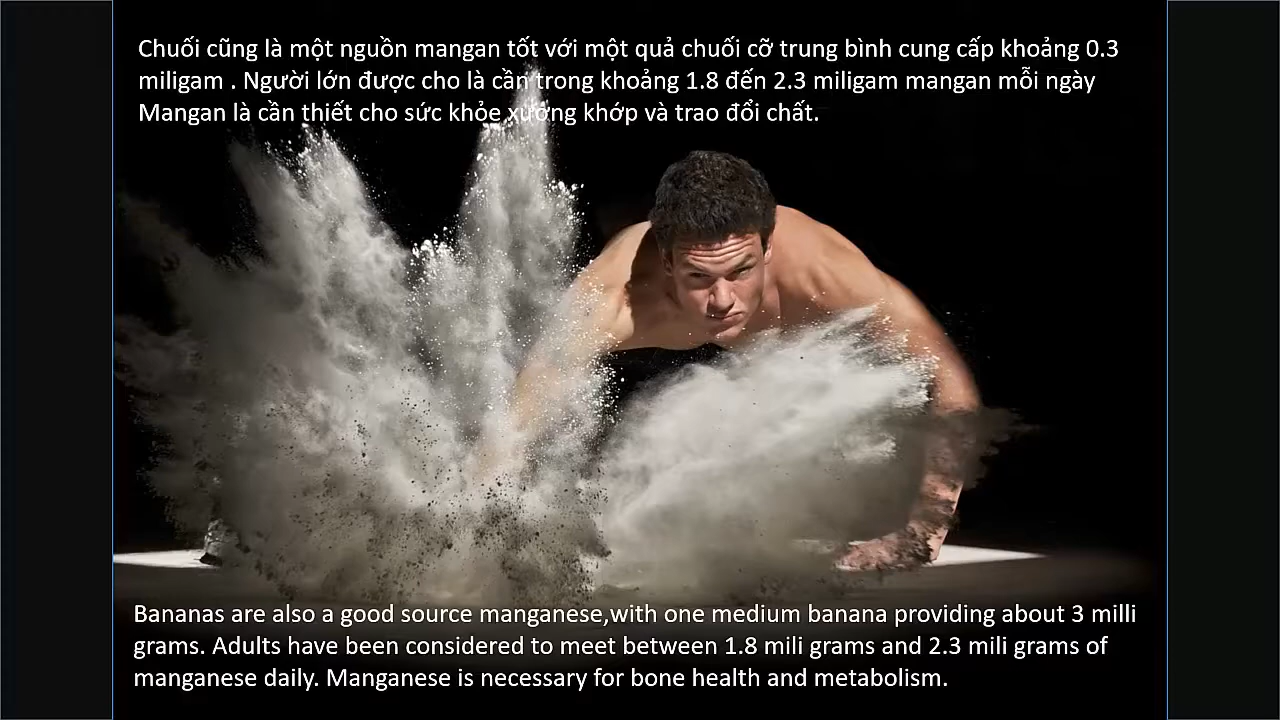 Chuối cũng là một nguồn mangan tốt với một quả chuối cỡ trung bình cung cấp khoảng 0.3
miligam . Người lớn được cho là cần trong khoảng 1.8 đến 2.3 miligam mangan mỗi ngày
Mangan là cần thiết cho sức khỏe xương khớp và trao đổi chất.
Bananas are also a good source manganese,with one medium banana providing about 3 milli
grams. Adults have been considered to meet between 1.8 mili grams and 2.3 mili grams of
manganese daily. Manganese is necessary for bone health and metabolism.